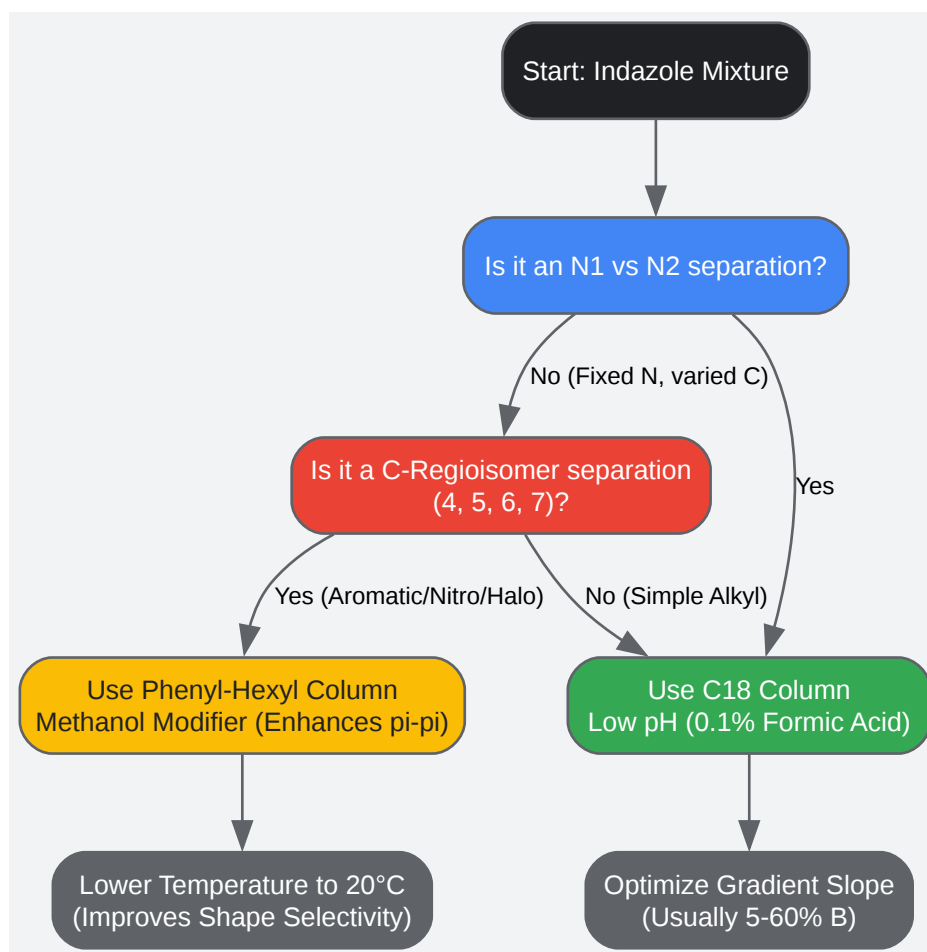 Start: Indazole Mixture
Is it an N1 vs N2 separation?
No (Fixed N, varied C)
Is it a C-Regioisomer separation
(4, 5, 6, 7)?
Yes
Yes (Aromatic/Nitro/Halo)
No (Simple Alkyl)
Use Phenyl-Hexyl Column
Methanol Modifier (Enhances pi-pi)
Use C18 Column
Low pH (0.1% Formic Acid)
Lower Temperature to 20°C
(Improves Shape Selectivity)
Optimize Gradient Slope
(Usually 5-60% B)